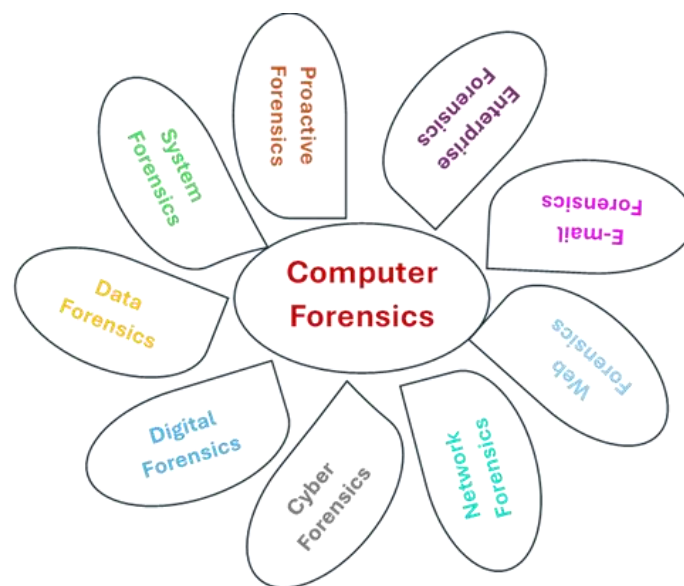 Computer
Forensics
Proactive
Forensics
Enterprise
Forensics
E-mail
Forensics
Web
Forensics
Network
Forensics
Cyber
Forensics
Digital
Forensics
Data
Forensics
System
Forensics